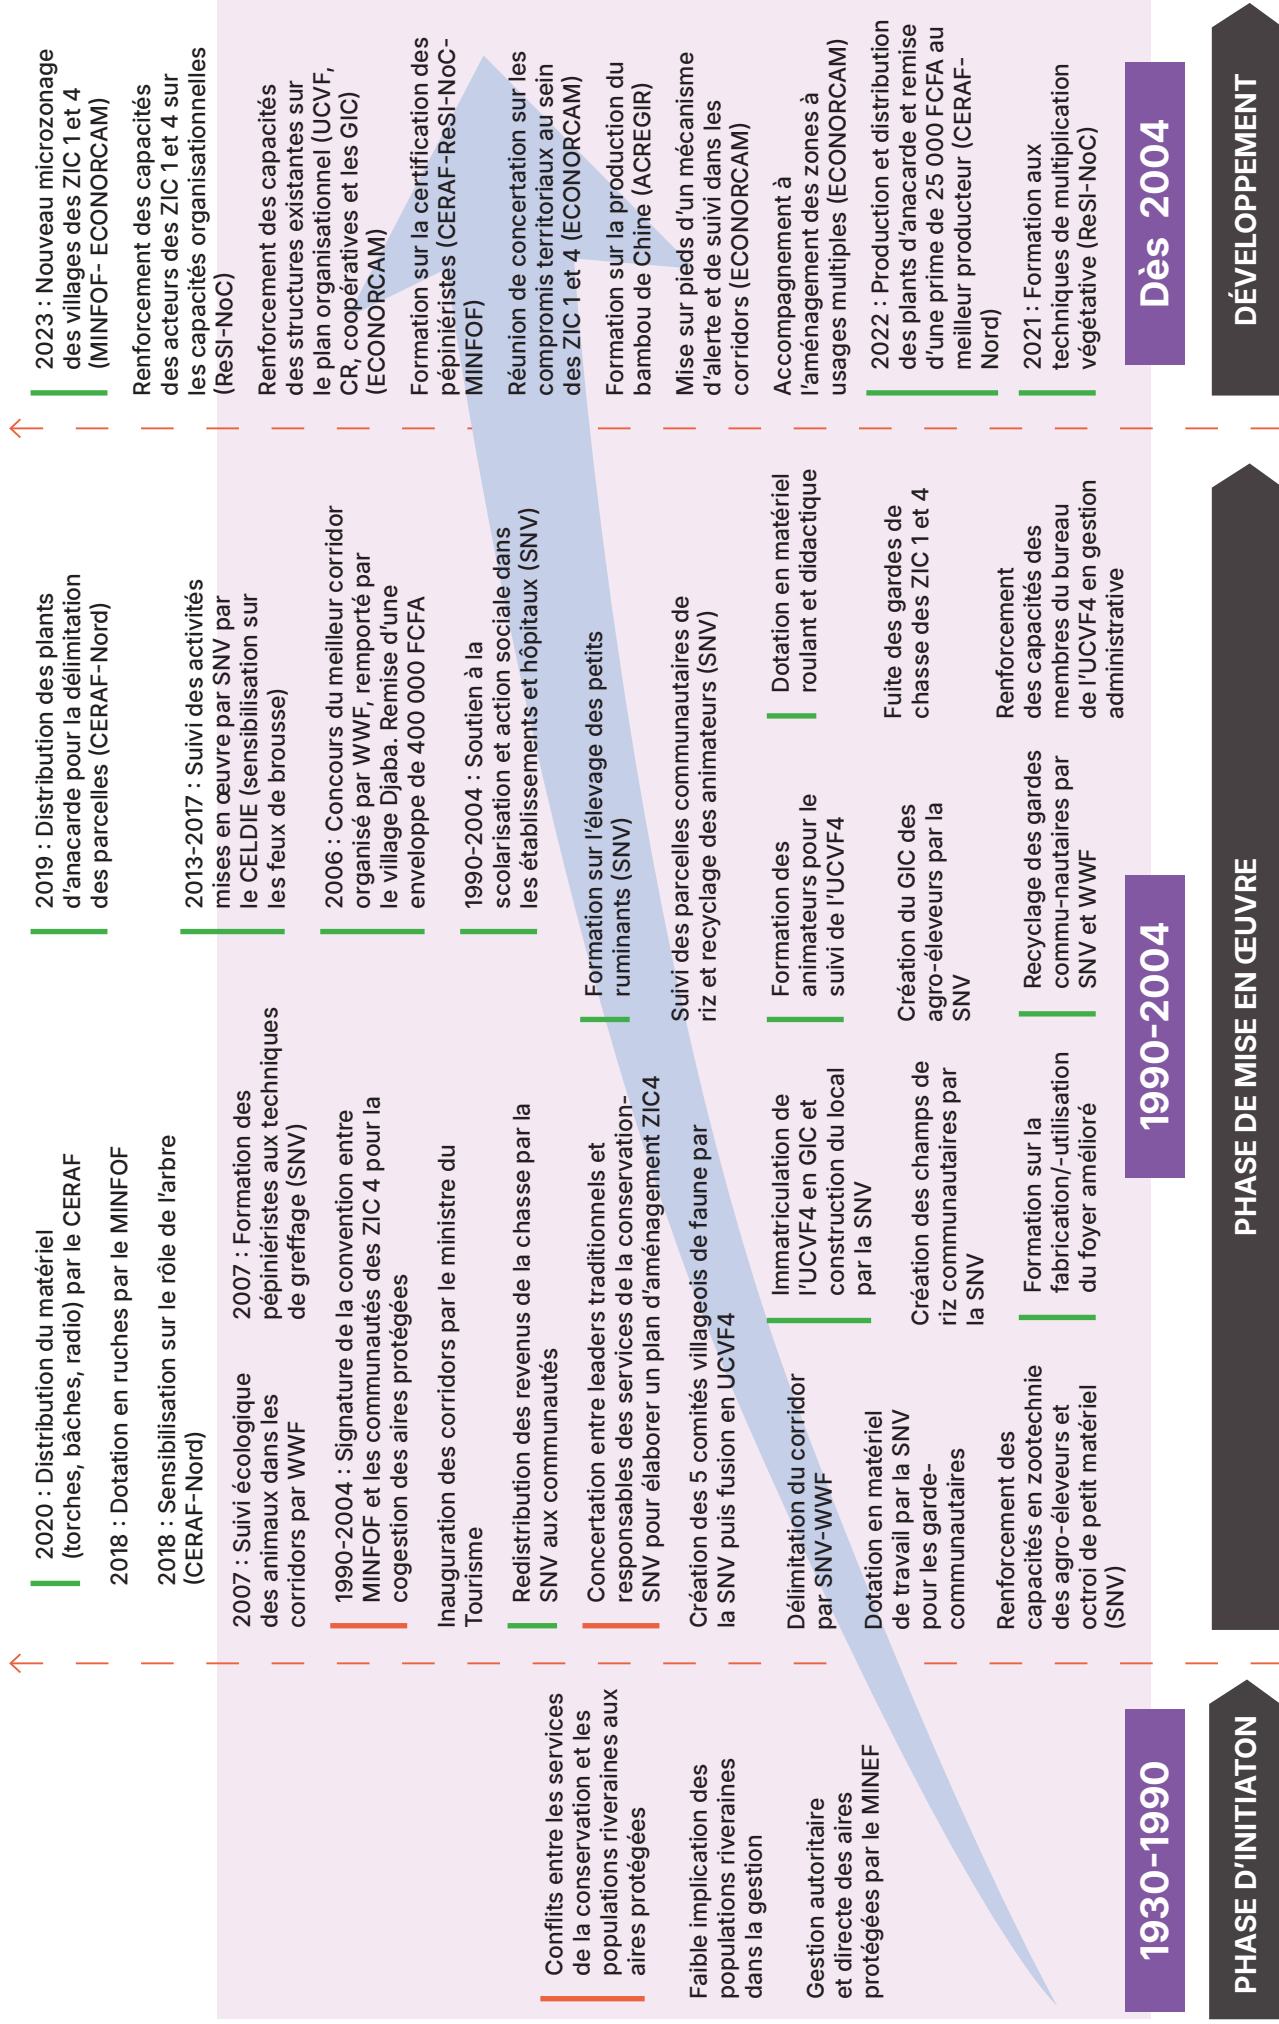 Conflits entre les services
de la conservation et les
populations riveraines aux
aires protégées
Faible implication des
populations riveraines
dans la gestion
Gestion autoritaire
et directe des aires
protégées par le MINEF
1930-1990
PHASE D'INITIATON
2020 : Distribution du matériel
(torches, bâches, radio) par le CERAF
2018 : Dotation en ruches par le MINFOF
2018 : Sensibilisation sur le rôle de l'arbre
(CERAF-Nord)
2007 : Suivi écologique
des animaux dans les
corridors par WWF
2007 : Formation des
pépiniéristes aux techniques
de greffage (SNV)
1990-2004 : Signature de la convention entre
MINFOF et les communautés des ZIC 4 pour la
cogestion des aires protégées
Inauguration des corridors par le ministre du
Tourisme
Redistribution des revenus de la chasse par la
SNV aux communautés
Concertation entre leaders traditionnels et
responsables des services de la conservation-
SNV pour élaborer un plan d'aménagement ZIC4
Création des 5 comités villageois de faune par
la SNV puis fusion en UCVF4
Délimitation du corridor
par SNV-WWF
Dotation en matériel
de travail par la SNV
pour les garde-
communautaires
Renforcement des
capacités en zootechnie
des agro-éleveurs et
octroi de petit matériel
(SNV)
Immatriculation de
l'UCVF4 en GIC et
construction du local
par la SNV
Création des champs de
riz communautaires par
la SNV
Formation sur la
fabrication/-utilisation
du foyer amélioré
2019 : Distribution des plants
d'anacarde pour la délimitation
des parcelles (CERAF-Nord)
2013-2017 : Suivi des activités
mises en œuvre par SNV par
le CELDIE (sensibilisation sur
les feux de brousse)
2006 : Concours du meilleur corridor
organisé par WWF, remporté par
le village Djaba. Remise d'une
enveloppe de 400 000 FCFA
1990-2004 : Soutien à la
scolarisation et action sociale dans
les établissements et hôpitaux (SNV)
Formation sur l'élevage des petits
ruminants (SNV)
Suivi des parcelles communautaires de
riz et recyclage des animateurs (SNV)
Formation des
animateurs pour le
suivi de l'UCVF4
Création du GIC des
agro-éleveurs par la
SNV
Recyclage des gardes
commu-nautaires par
SNV et WWF
Dotation en matériel
roulant et didactique
Fuite des gardes de
chasse des ZIC 1 et 4
Renforcement
des capacités des
membres du bureau
de l'UCVF4 en gestion
administrative
1990-2004
PHASE DE MISE EN ŒUVRE
2023 : Nouveau microzonage
des villages des ZIC 1 et 4
(MINFOF- ECONORCAM)
Renforcement des capacités
des acteurs des ZIC 1 et 4 sur
les capacités organisationnelles
(ReSI-NoC)
Renforcement des capacités
des structures existantes sur
le plan organisationnel (UCVF,
CR, coopératives et les GIC)
(ECONORCAM)
Formation sur la certification des
pépiniéristes (CERAF-ReSI-NoC-
MINFOF)
Réunion de concertation sur les
compromis territoriaux au sein
des ZIC 1 et 4 (ECONORCAM)
Formation sur la production du
bambou de Chine (ACREGIR)
Mise sur pieds d'un mécanisme
d'alerte et de suivi dans les
corridors (ECONORCAM)
Accompagnement à
l'aménagement des zones à
usages multiples (ECONORCAM)
2022 : Production et distribution
des plants d'anacarde et remise
d'une prime de 25 000 FCFA au
meilleur producteur (CERAF-
Nord)
2021 : Formation aux
techniques de multiplication
végétative (ReSI-NoC)
Dès 2004
DÉVELOPPEMENT